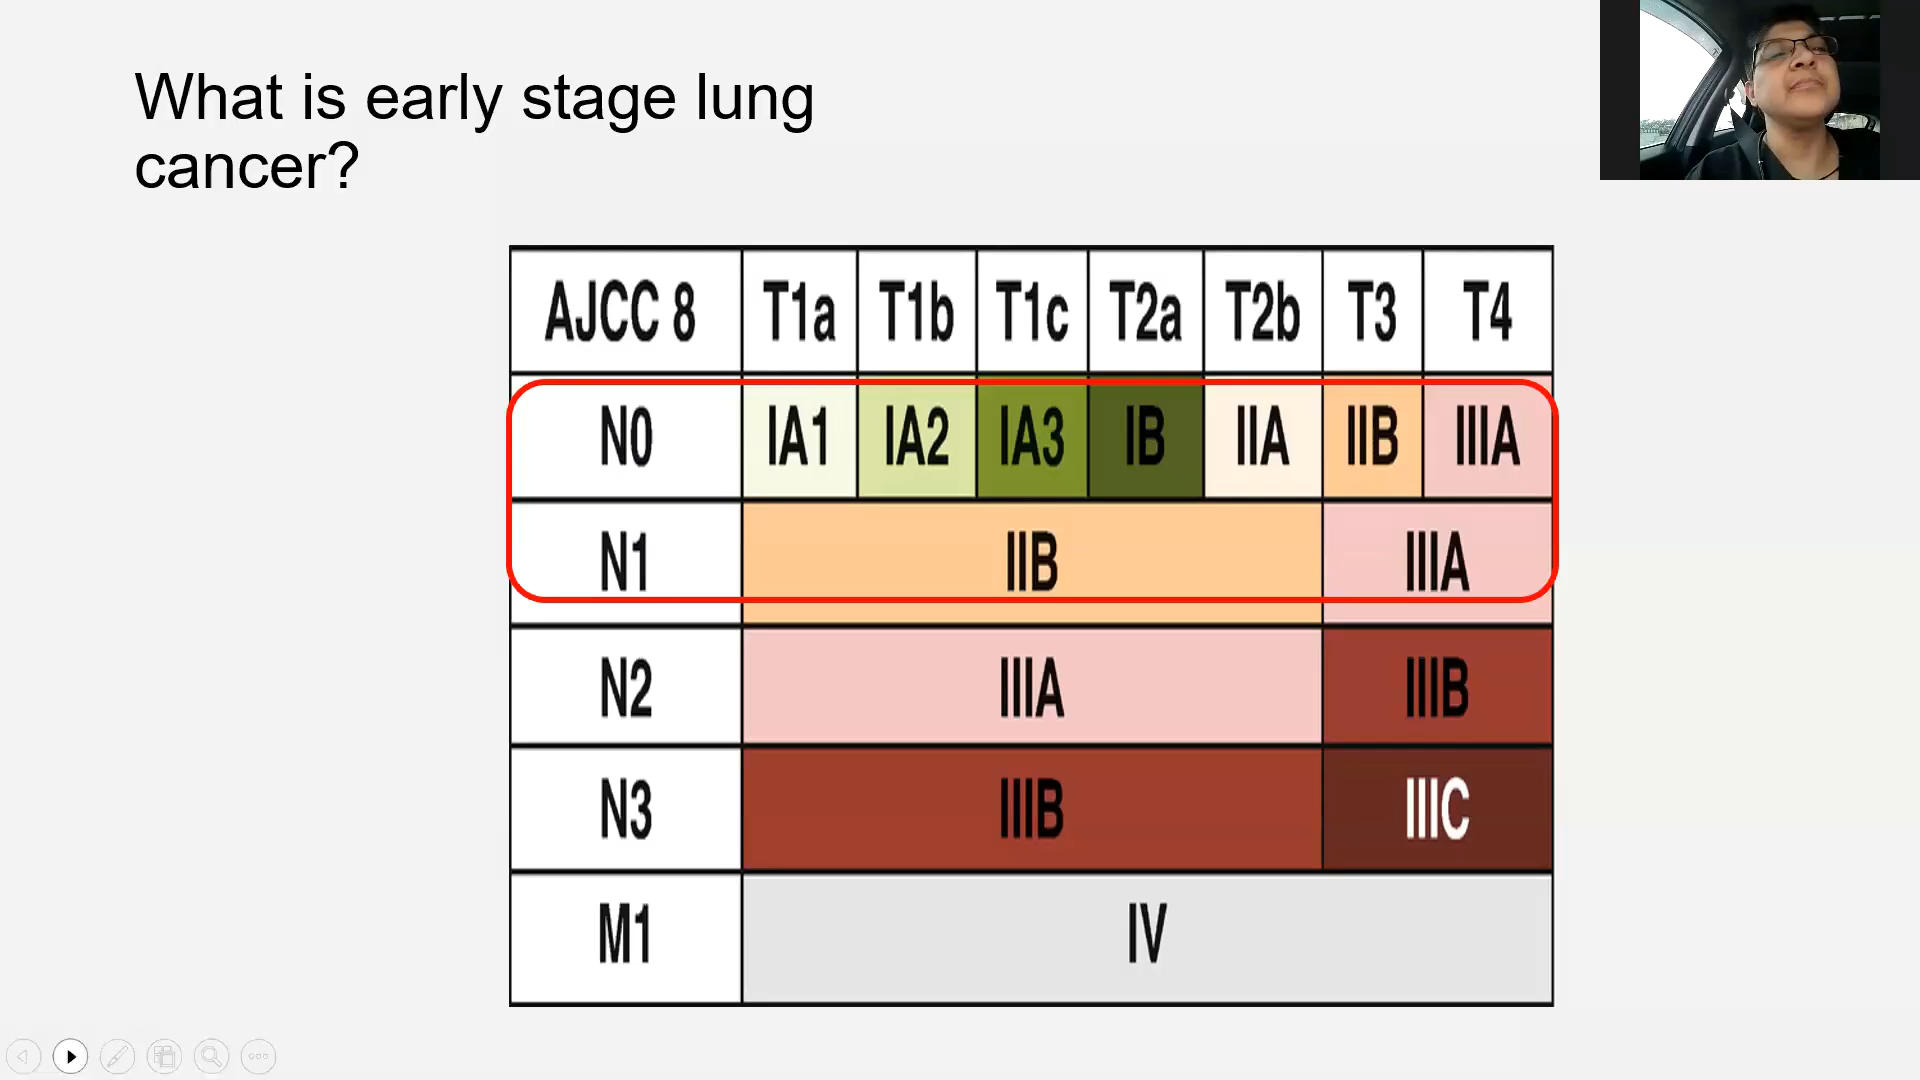 What is early stage lung
cancer?
AJCC 8 T1a T1b T1c T2a T2b T3 T4
N0 IA1 IA2 IA3 IB IIA IIB IIIA
N1 IIB IIIA
N2 IIIA IIIB
N3 IIIB IIIC
M1 IV